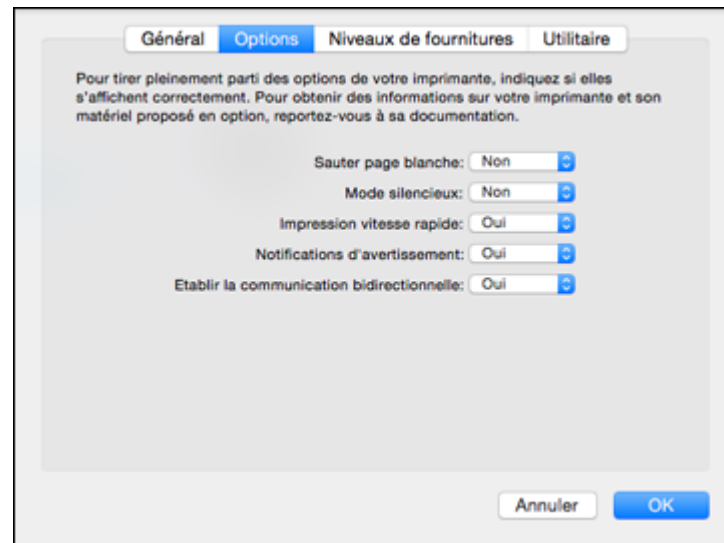 Général Options Niveaux de fournitures Utilitaire
Pour tirer pleinement parti des options de votre imprimante, indiquez si elles
s'affichent correctement. Pour obtenir des informations sur votre imprimante et son
matériel proposé en option, reportez-vous à sa documentation.
Sauter page blanche: Non
Mode silencieux: Non
Impression vitesse rapide: Oui
Notifications d'avertissement: Oui
Etablir la communication bidirectionnelle: Oui
Annuler OK